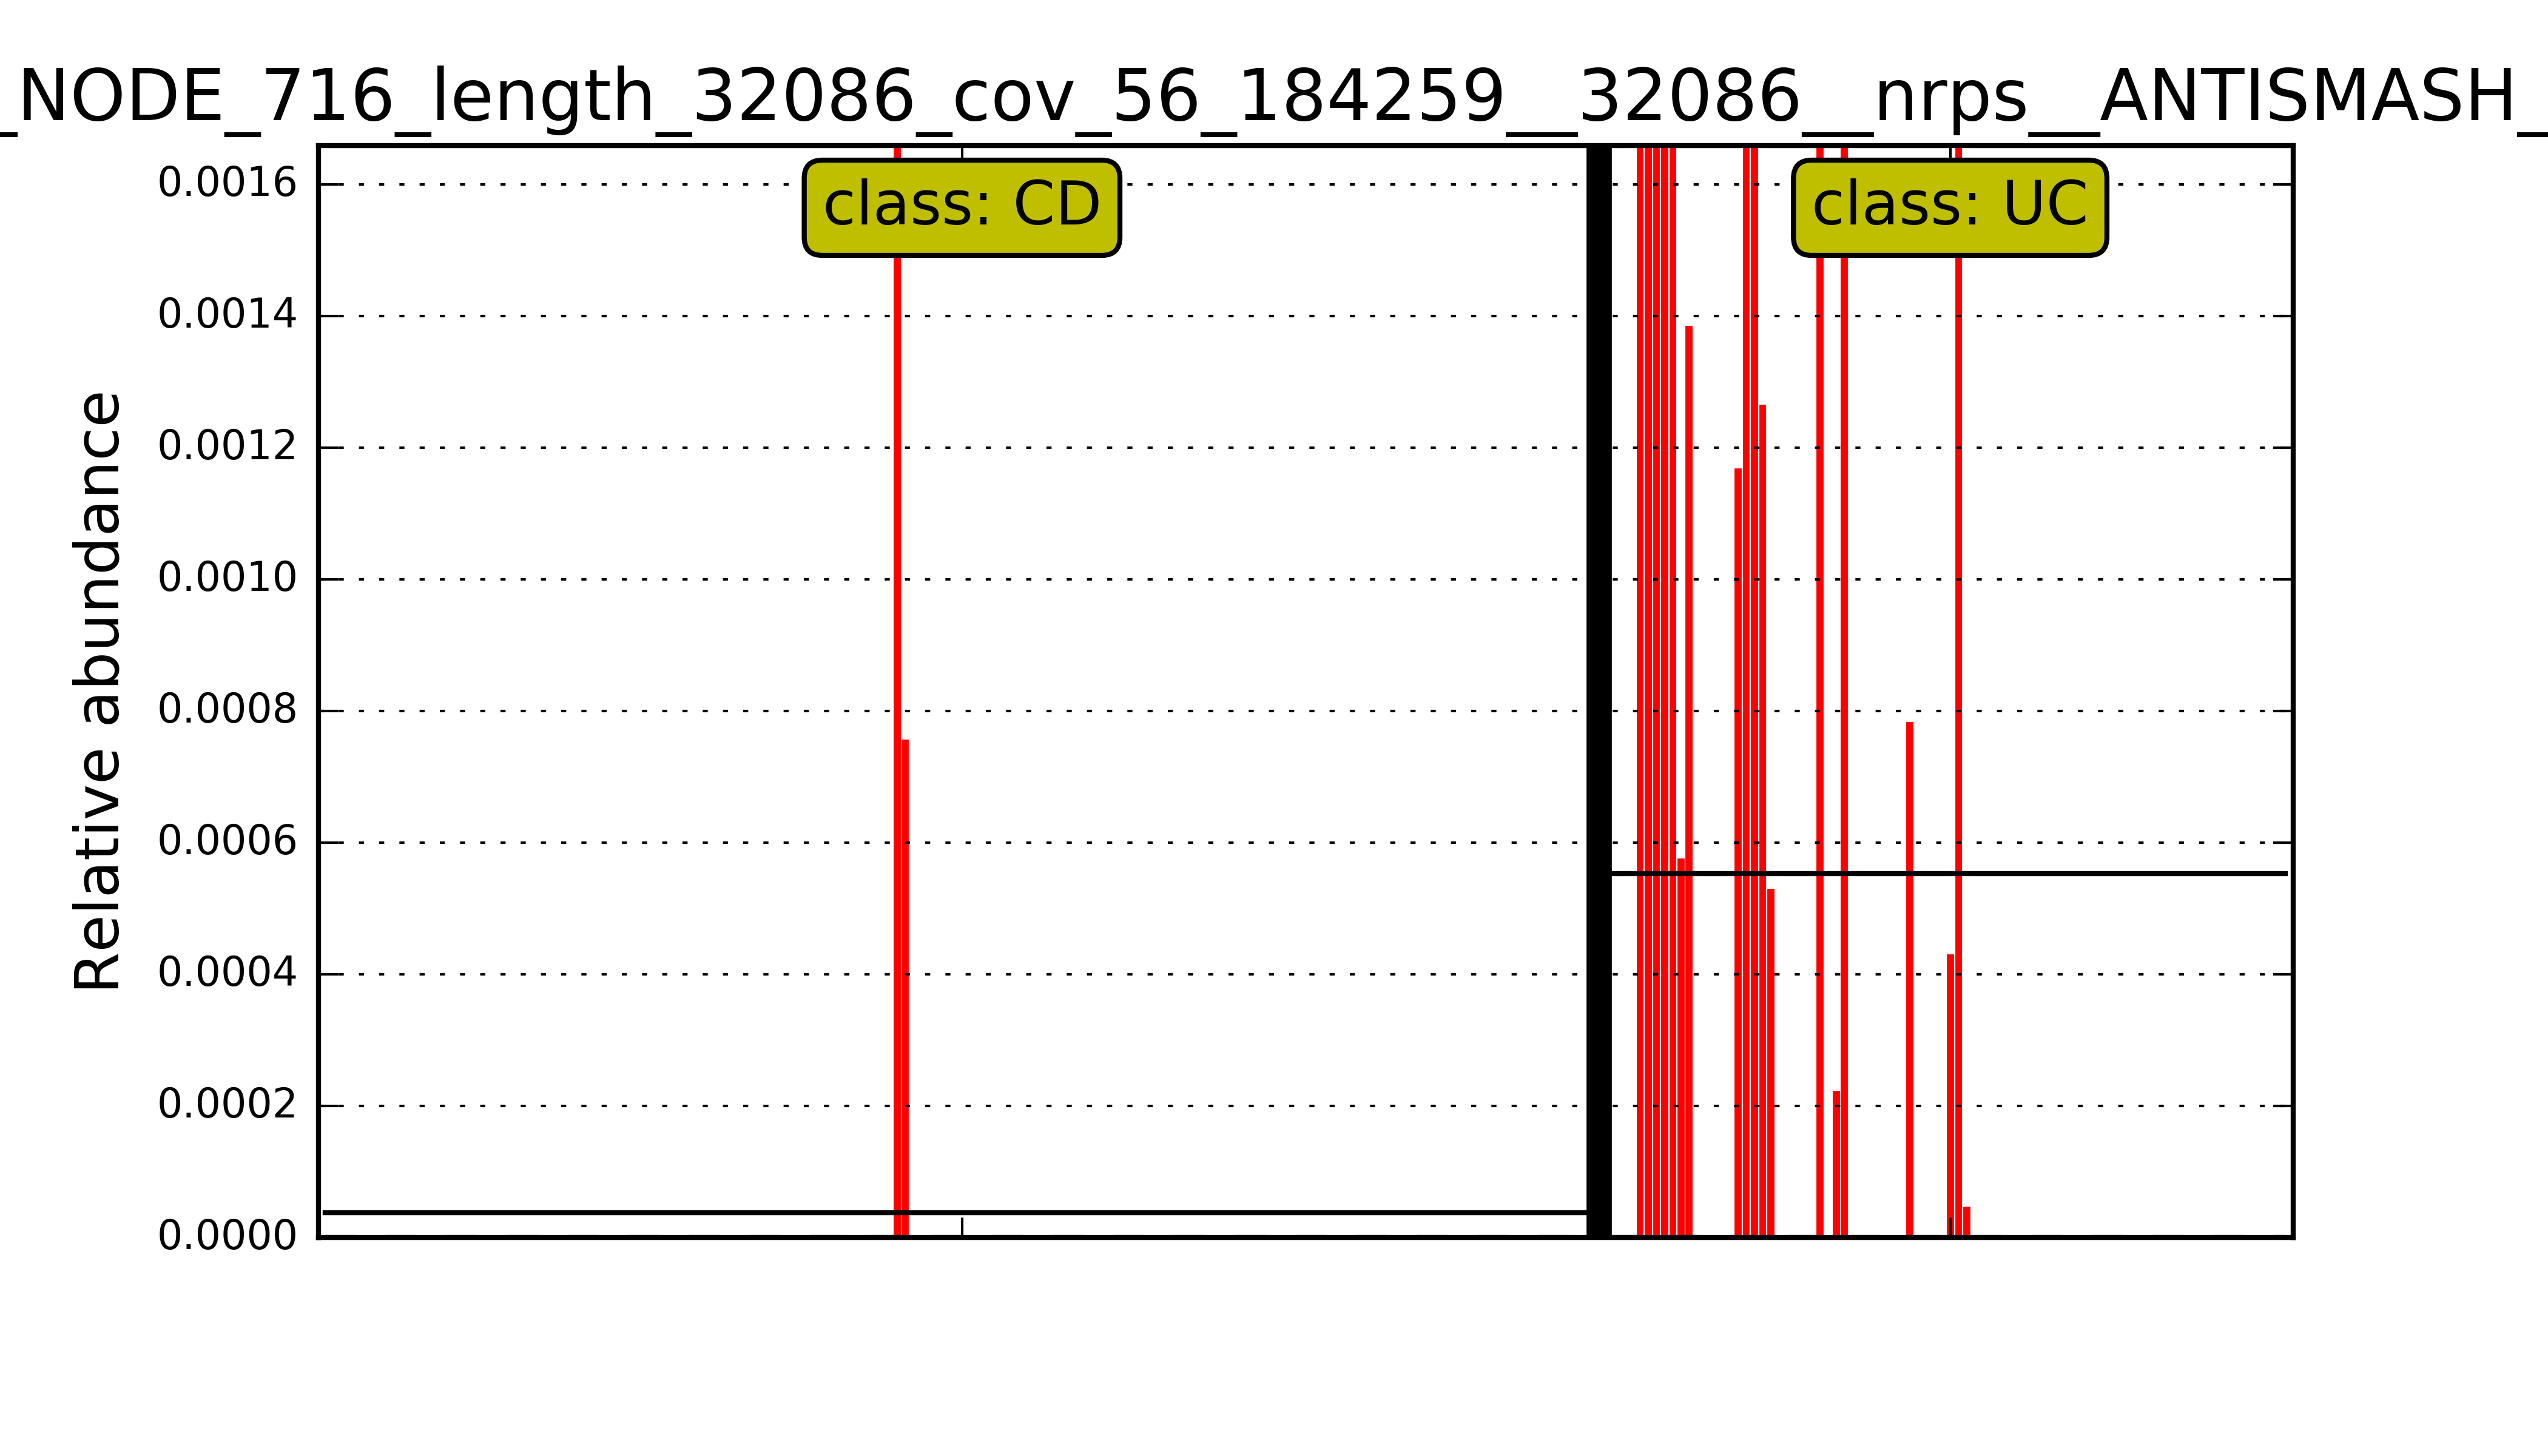 _NODE_716_length_32086_cov_56_184259__32086__nrps__ANTISMASH_
class: CD
class: UC
Relative abundance
0.0016
0.0014
0.0012
0.0010
0.0008
0.0006
0.0004
0.0002
0.0000